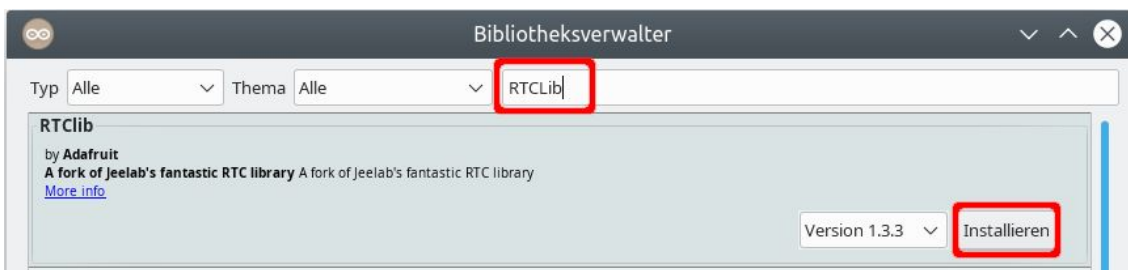 Bibliotheksverwalter
Typ Alle Thema Alle RTCLib
RTClib
by Adafruit
A fork of Jeelab's fantastic RTC library A fork of Jeelab's fantastic RTC library
More info
Version 1.3.3 Installieren